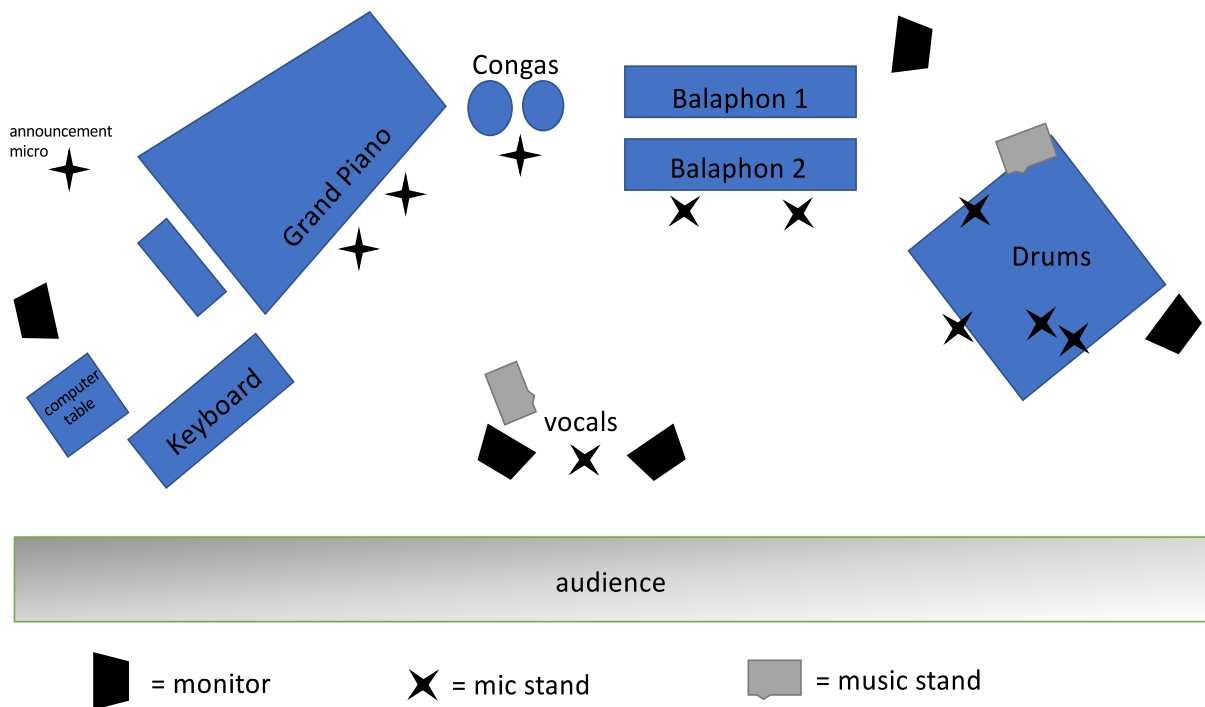 Congas
Balaphon 1
announcement
micro
Balaphon 2
Grand Piano
Drums
computer
table
Keyboard
vocals
audience
= monitor
= mic stand
= music stand